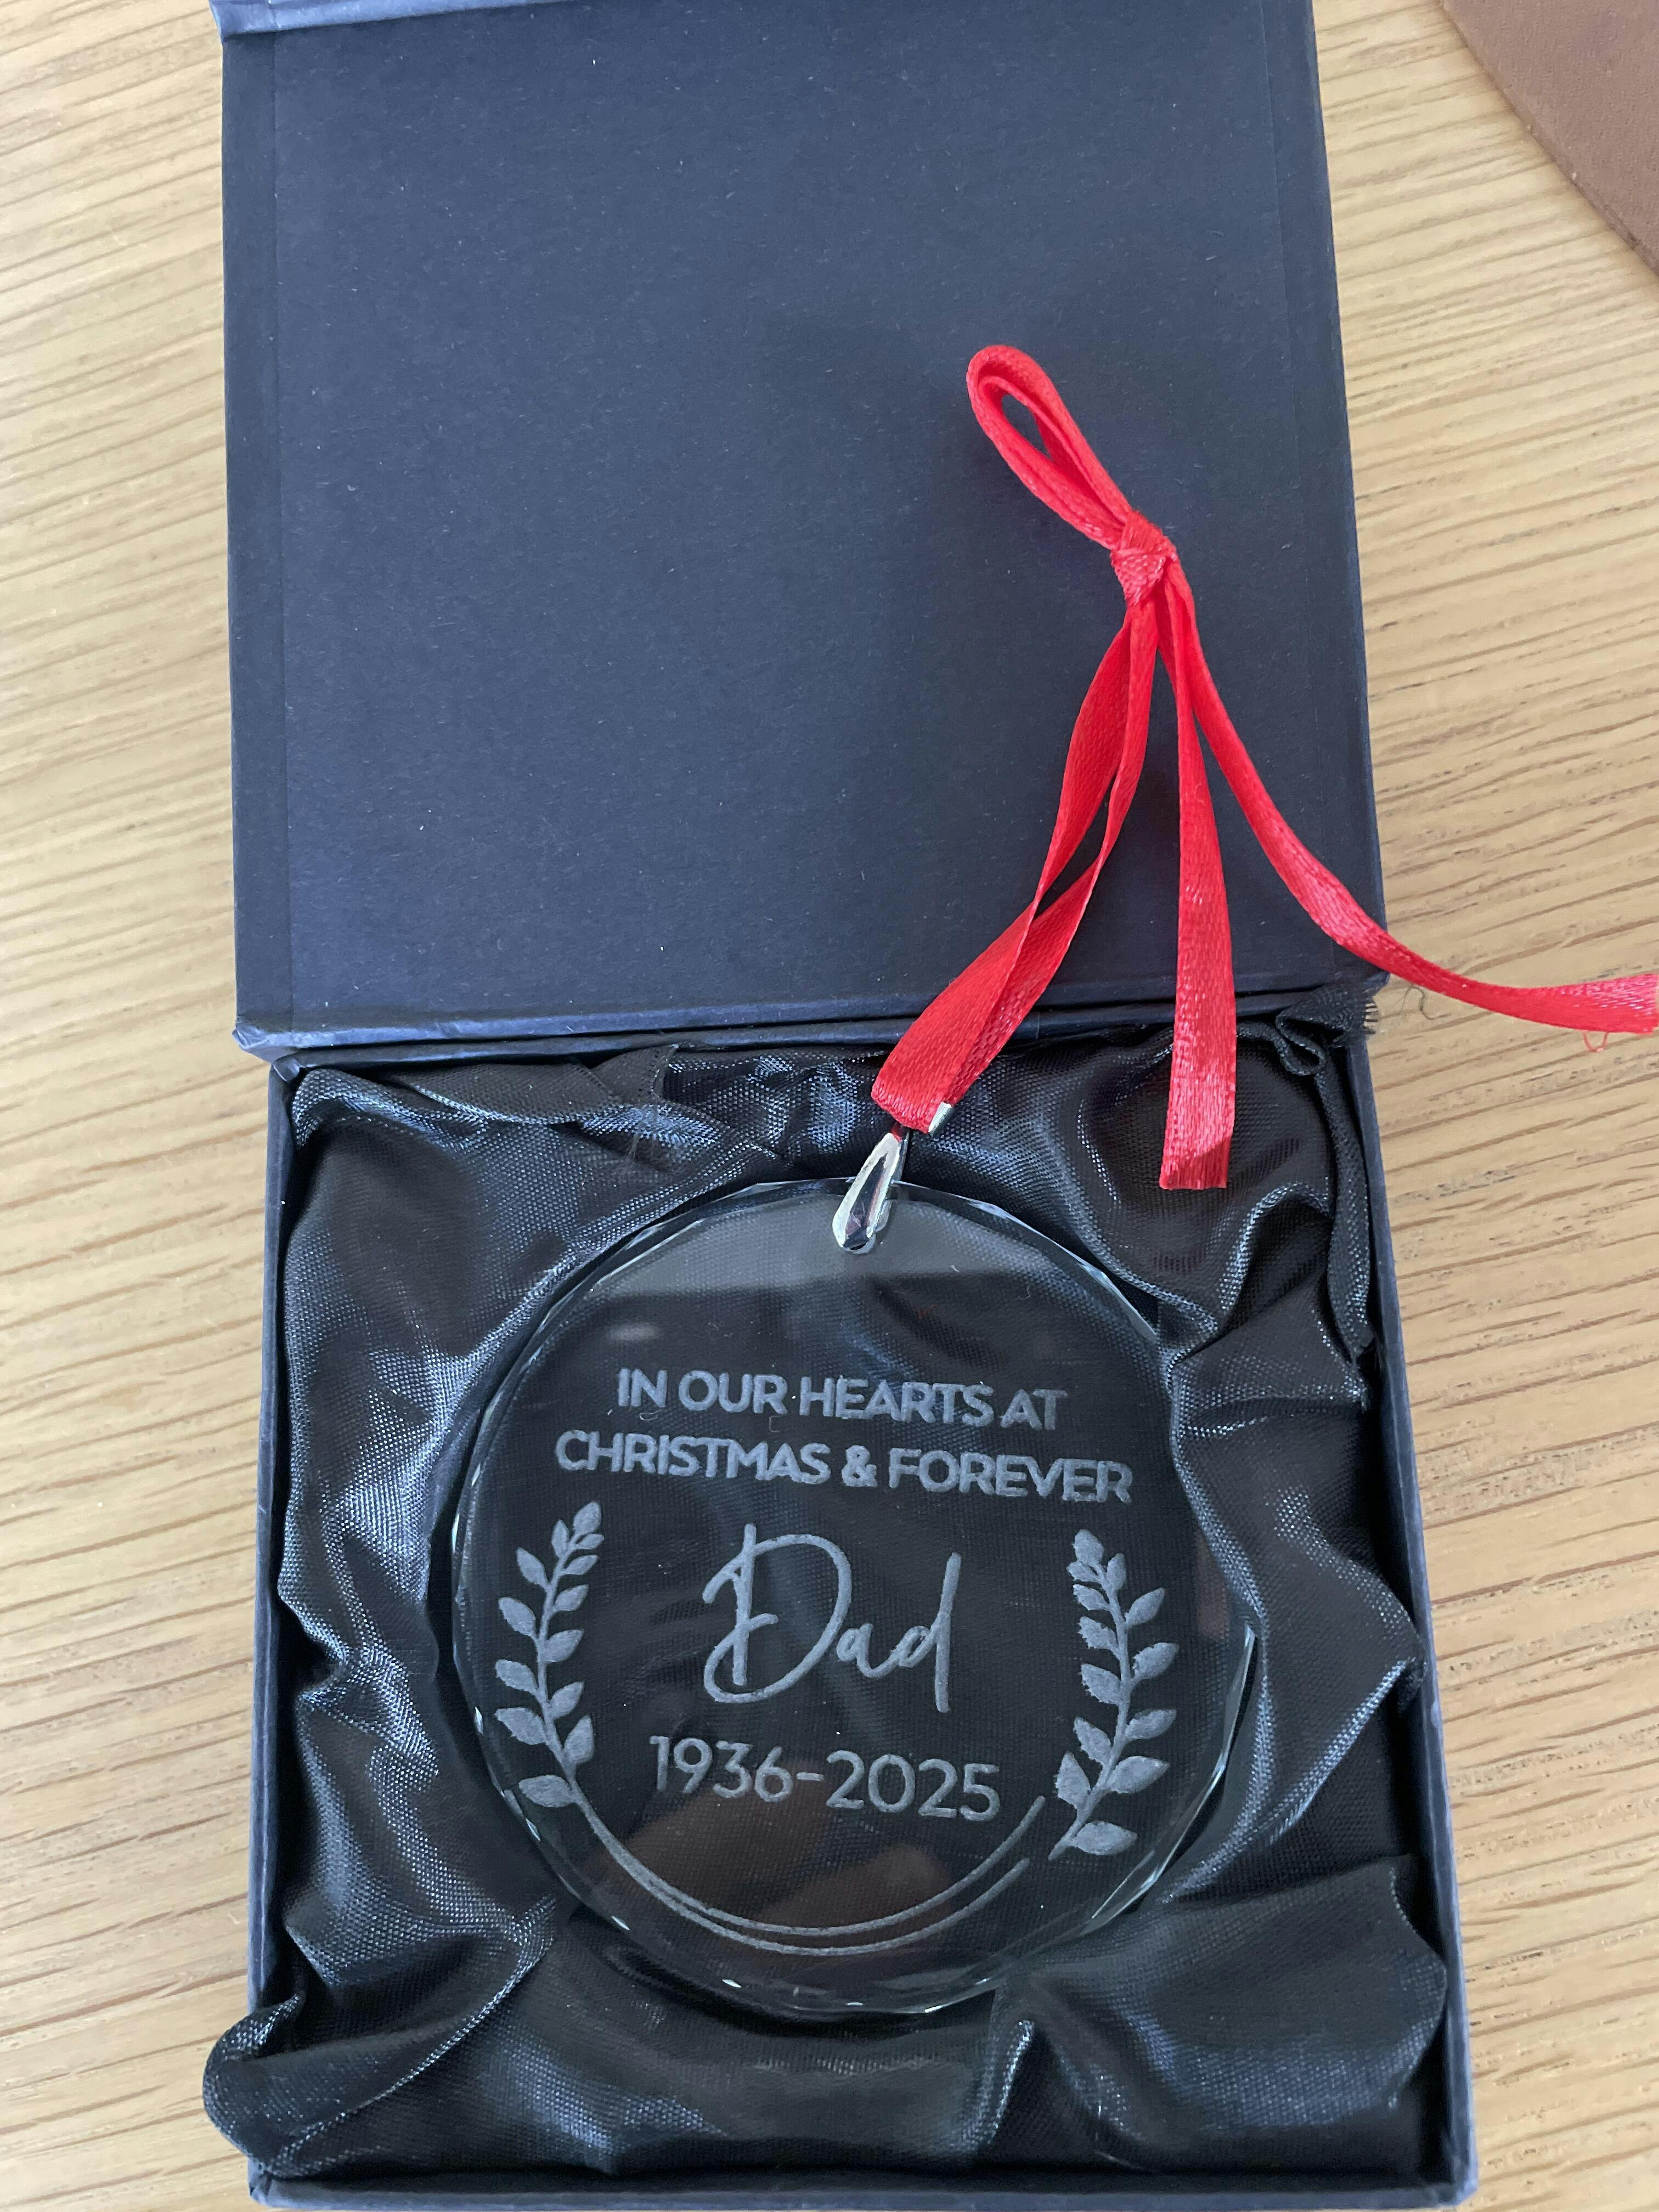 IN OUR HEARTS AT
CHRISTMAS & FOREVER
Dad
1936-2025